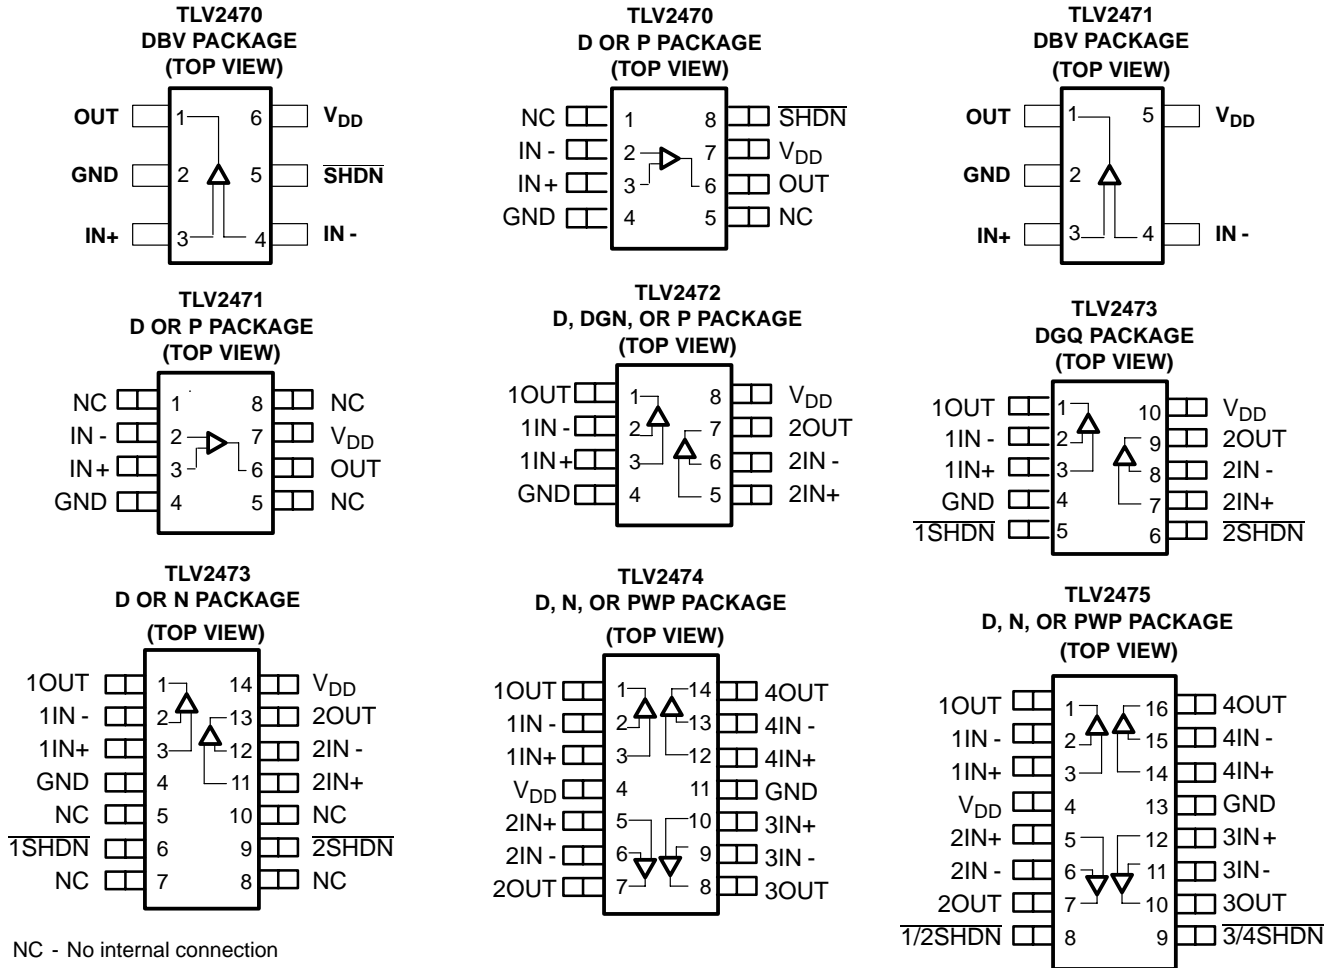 TLV2470
DBV PACKAGE
(TOP VIEW)
OUT 1 6 VDD
GND 2 5 SHDN
IN+ 3 4 IN -
TLV2470
D OR P PACKAGE
(TOP VIEW)
NC 1 8 SHDN
IN - 2 7 VDD
IN+ 3 6 OUT
GND 4 5 NC
TLV2471
DBV PACKAGE
(TOP VIEW)
OUT 1 5 VDD
GND 2
IN+ 3 4 IN -
TLV2471
D OR P PACKAGE
(TOP VIEW)
NC 1 8 NC
IN - 2 7 VDD
IN+ 3 6 OUT
GND 4 5 NC
TLV2472
D, DGN, OR P PACKAGE
(TOP VIEW)
1OUT 1 8 VDD
1IN - 2 7 2OUT
1IN+ 3 6 2IN -
GND 4 5 2IN+
TLV2473
DGQ PACKAGE
(TOP VIEW)
1OUT 1 10 VDD
1IN - 2 9 2OUT
1IN+ 3 8 2IN -
GND 4 7 2IN+
1SHDN 5 6 2SHDN
TLV2473
D OR N PACKAGE
(TOP VIEW)
1OUT 1 14 VDD
1IN - 2 13 2OUT
1IN+ 3 12 2IN -
GND 4 11 2IN+
NC 5 10 NC
1SHDN 6 9 2SHDN
NC 7 8 NC
TLV2474
D, N, OR PWP PACKAGE
(TOP VIEW)
1OUT 1 14 4OUT
1IN - 2 13 4IN -
1IN+ 3 12 4IN+
VDD 4 11 GND
2IN+ 5 10 3IN+
2IN - 6 9 3IN -
2OUT 7 8 3OUT
TLV2475
D, N, OR PWP PACKAGE
(TOP VIEW)
1OUT 1 16 4OUT
1IN - 2 15 4IN -
1IN+ 3 14 4IN+
VDD 4 13 GND
2IN+ 5 12 3IN+
2IN - 6 11 3IN-
2OUT 7 10 3OUT
1/2SHDN 8 9 3/4SHDN
NC - No internal connection